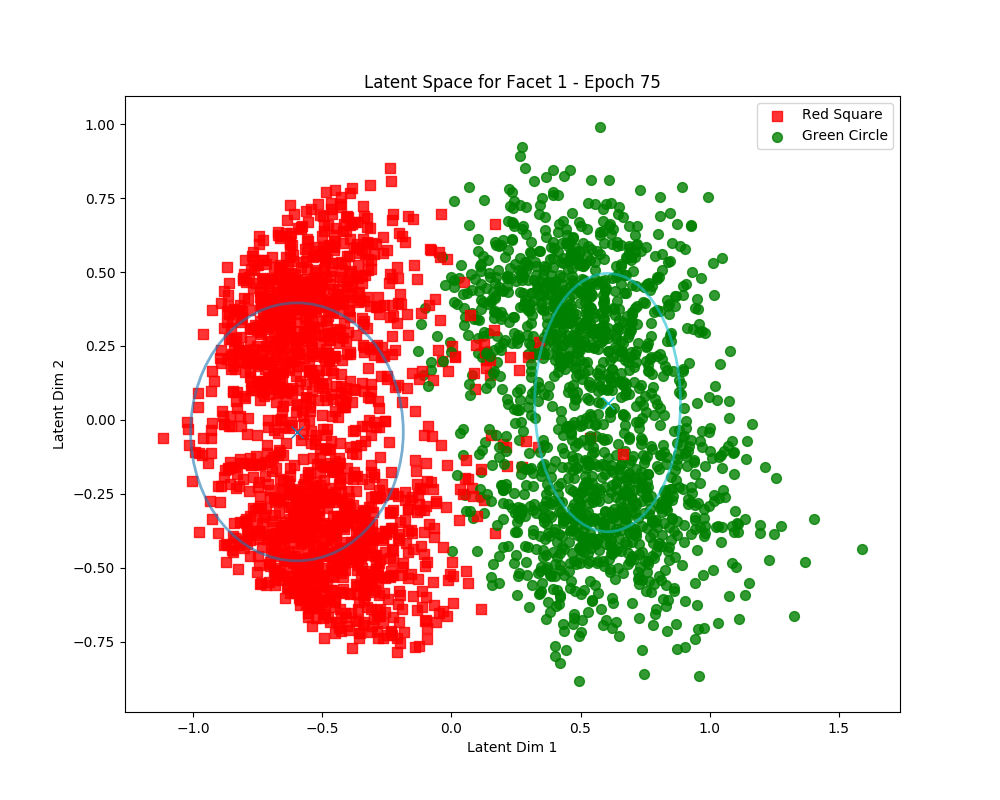 Latent Space for Facet 1 - Epoch 75
Red Square
Green Circle
1.00
0.75
0.50
0.25
0.00
−0.25
−0.50
−0.75
Latent Dim 2
−1.0
−0.5
0.0
0.5
1.0
1.5
Latent Dim 1